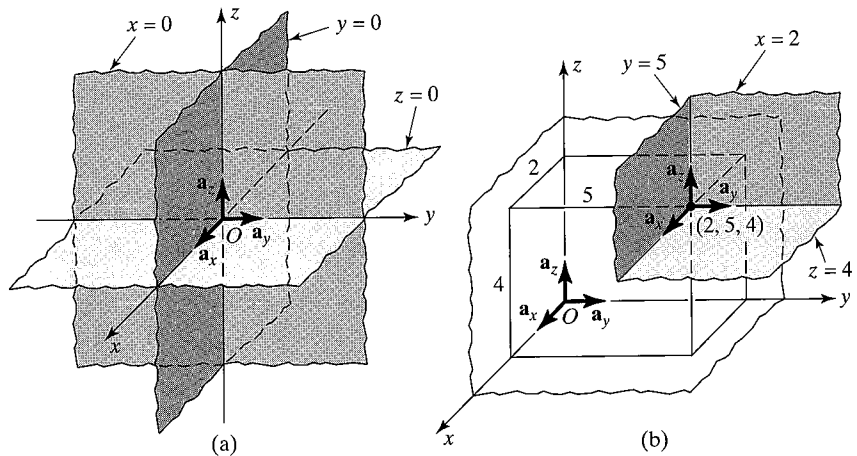 z
x = 0
y = 0
z = 0
a_z
y
O
a_y
a_x
x
(a)
x = 2
y = 5
z
2
5
a_z
a_y
a_x
(2, 5, 4)
z = 4
4
a_z
y
a_x
O
a_y
x
(b)